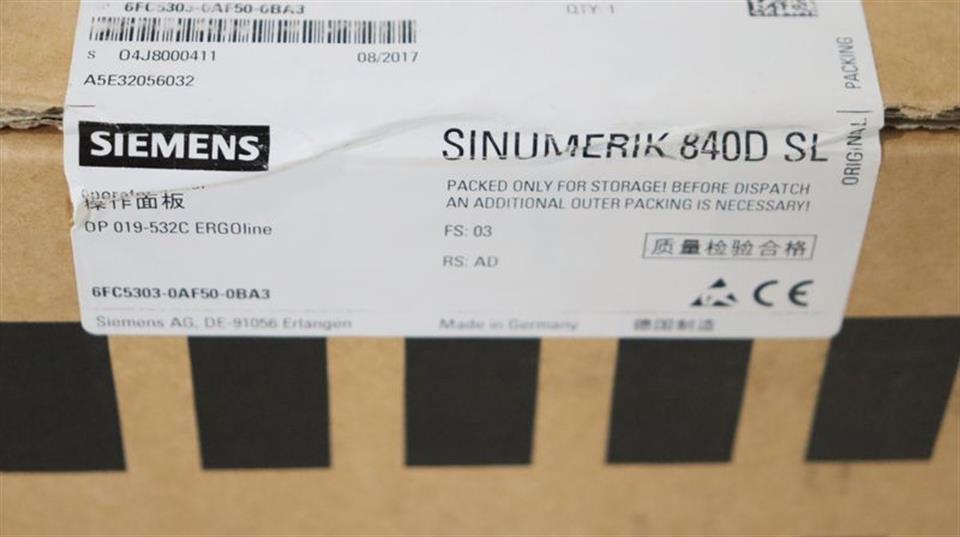 6FC5303-0AF50-0BA3
QTY: 1
S 04J8000411 08/2017
A5E32056032
SIEMENS
SINUMERIK 840D SL
ORIGINAL PACKING
操作面板
OP 019-532C ERGOline
PACKED ONLY FOR STORAGE! BEFORE DISPATCH
AN ADDITIONAL OUTER PACKING IS NECESSARY!
FS: 03
RS: AD
质量检验合格
6FC5303-0AF50-0BA3
CE
Siemens AG, DE-91056 Erlangen
Made in Germany
德国制造